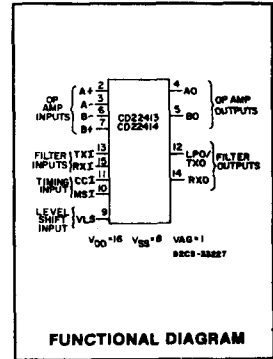 A+ 2
A- 3
B- 6
B+ 7
OP AMP INPUTS
CD22413
CD22414
4 AO
5 BO
OP AMP OUTPUTS
FILTER INPUTS
TXI 13
RXI 15
12 LPO/TXO
14 RXO
FILTER OUTPUTS
TIMING INPUT
CCI 11
MSI 10
LEVEL SHIFT INPUT
VLS 9
VDD=16 VSS=8 VAG=1
92CS-33227
FUNCTIONAL DIAGRAM